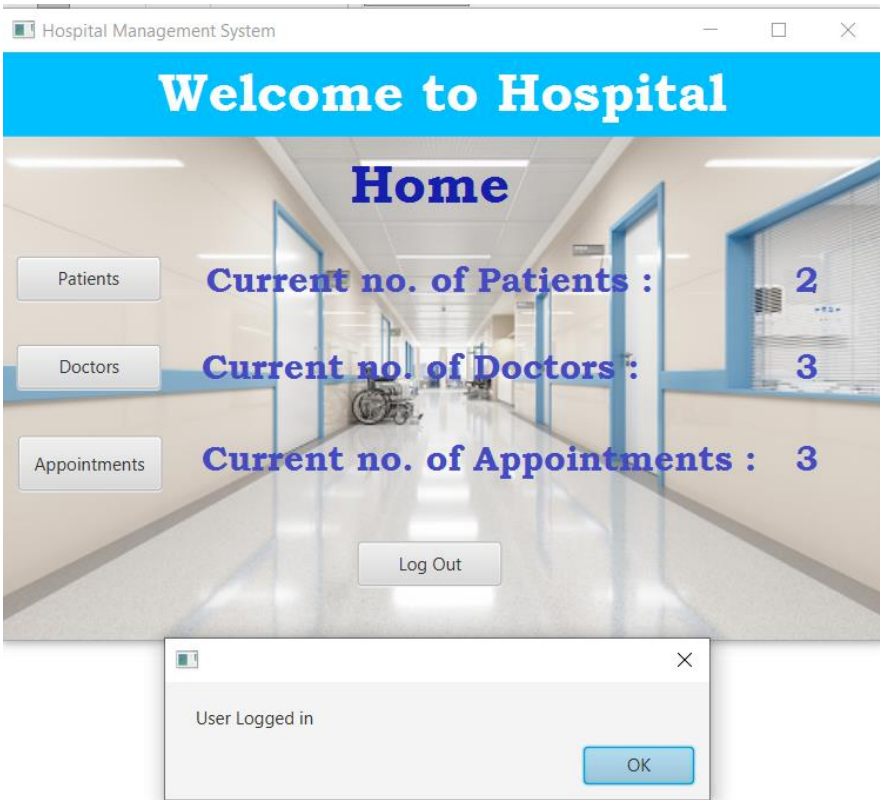 Hospital Management System
Welcome to Hospital
Home
Patients Current no. of Patients : 2
Doctors Current no. of Doctors : 3
Appointments Current no. of Appointments : 3
Log Out
User Logged in
OK